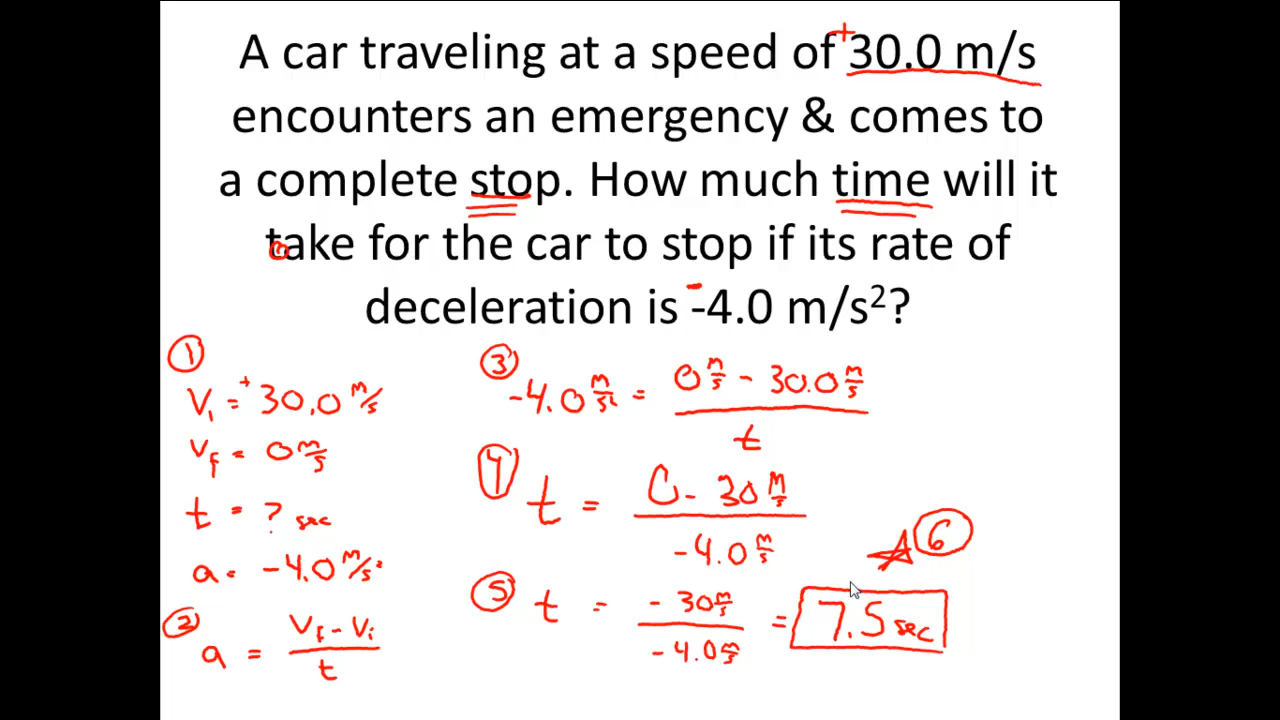 A car traveling at a speed of +30.0 m/s
encounters an emergency & comes to
a complete stop. How much time will it
take for the car to stop if its rate of
deceleration is -4.0 m/s²?
①
Vᵢ = +30.0 m/s
Vf = 0 m/s
t = ? sec
a = -4.0 m/s²
②
a = Vf - Vᵢ / t
③
-4.0 m/s² = 0 m/s - 30.0 m/s / t
④
t = 0 - 30 m/s / -4.0 m/s
⑤
t = -30 m/s / -4.0 m/s = 7.5 sec
⑥